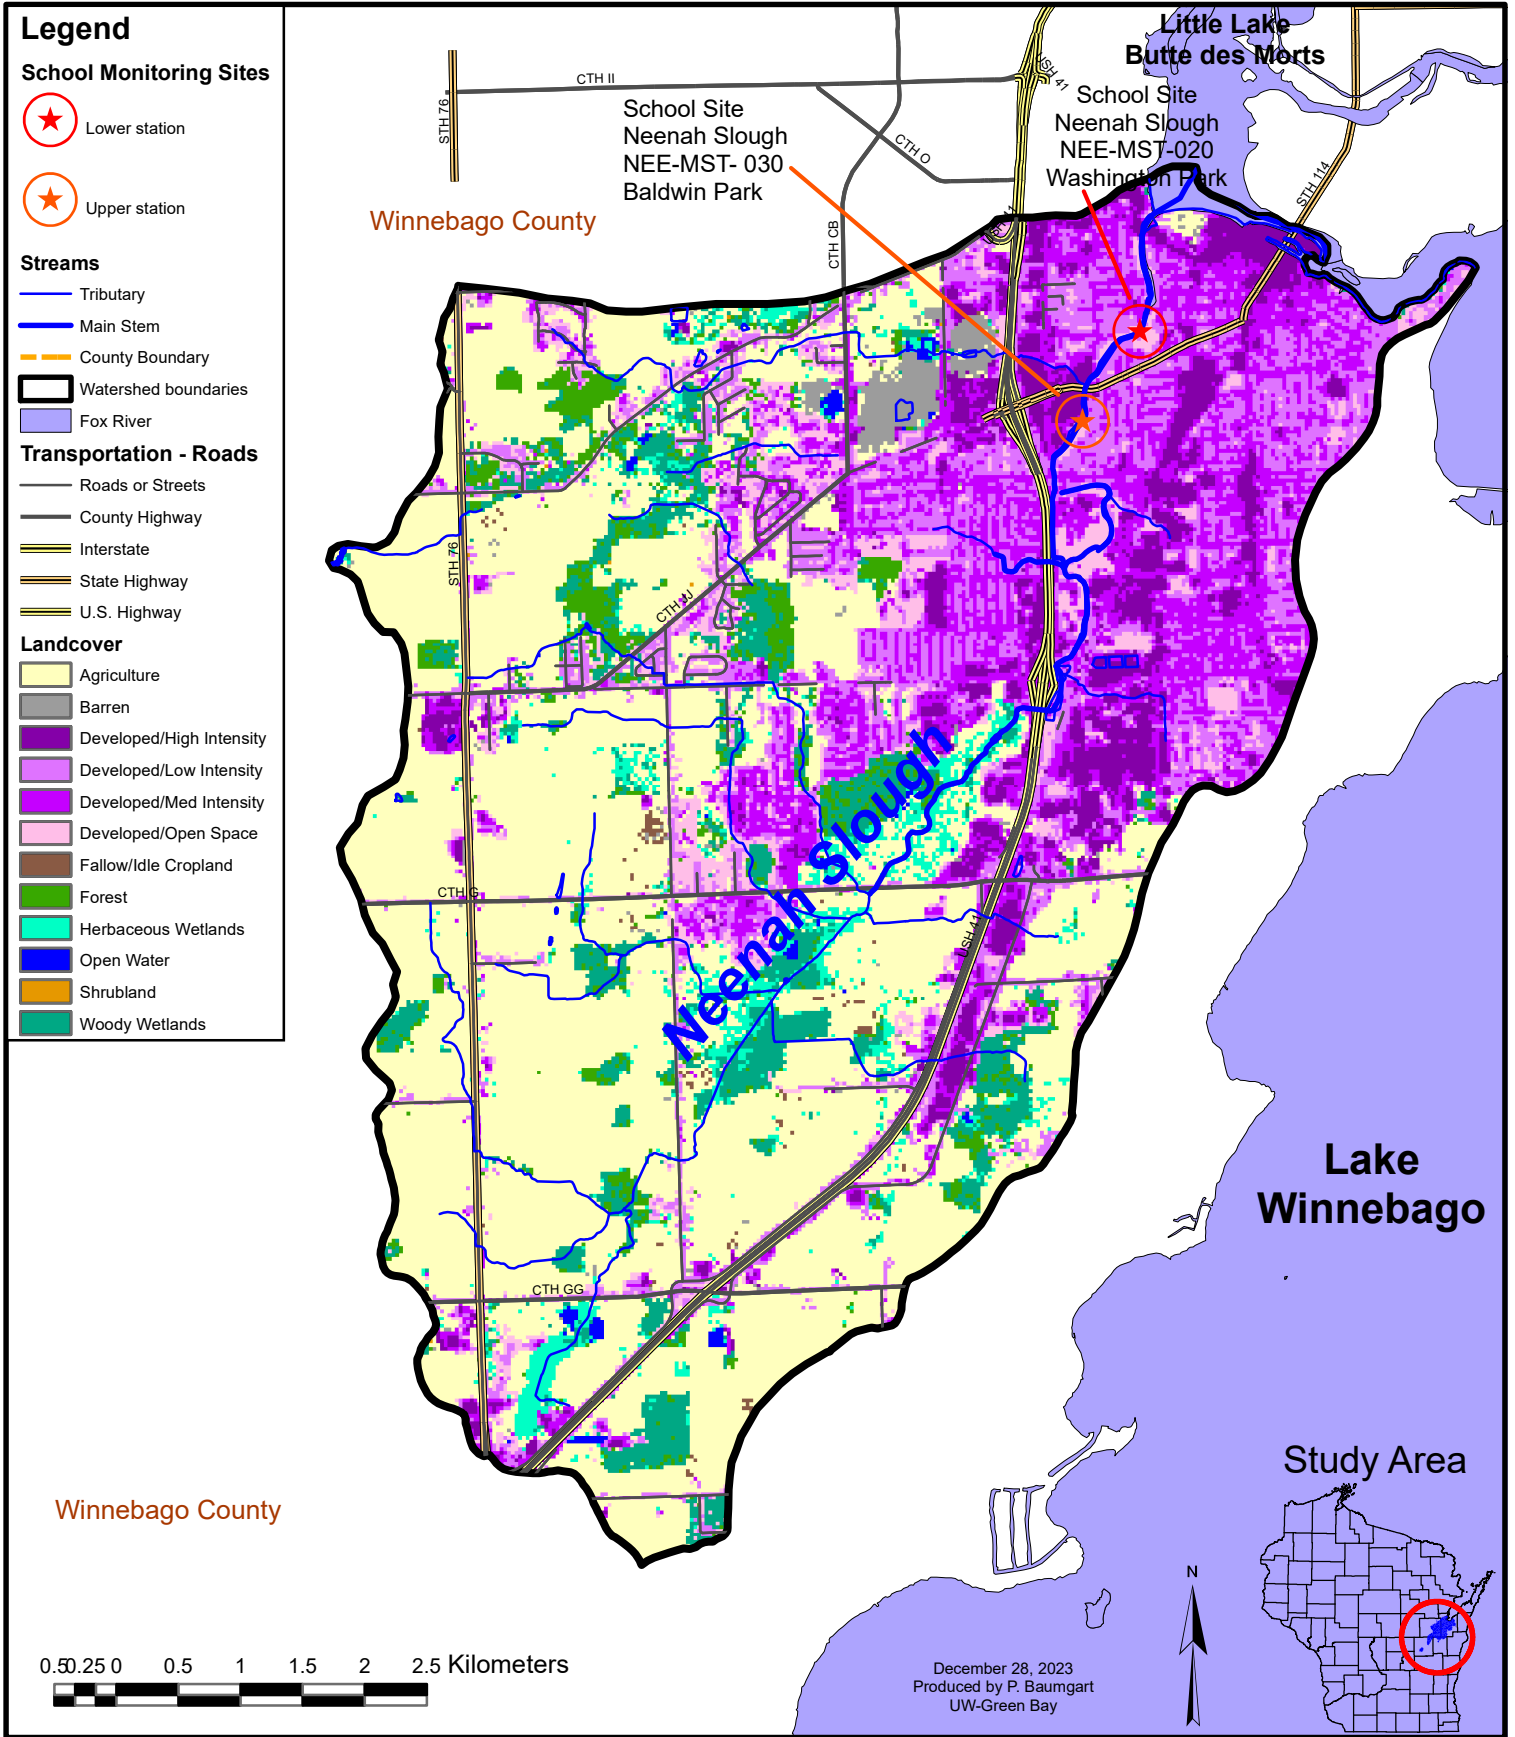 Legend
School Monitoring Sites
Lower station
Upper station
Streams
Tributary
Main Stem
County Boundary
Watershed boundaries
Fox River
Transportation - Roads
Roads or Streets
County Highway
Interstate
State Highway
U.S. Highway
Landcover
Agriculture
Barren
Developed/High Intensity
Developed/Low Intensity
Developed/Med Intensity
Developed/Open Space
Fallow/Idle Cropland
Forest
Herbaceous Wetlands
Open Water
Shrubland
Woody Wetlands
Little Lake
Butte des Morts
School Site
Neenah Slough
NEE-MST-020
Washington Park
School Site
Neenah Slough
NEE-MST- 030
Baldwin Park
STH 76
CTH II
USH 41
CTH O
STH 114
CTH CB
Winnebago County
STH 76
CTH JJ
Neenah Slough
CTH G
USH 41
CTH GG
Lake
Winnebago
Winnebago County
Study Area
N
0.5 0.25 0 0.5 1 1.5 2 2.5 Kilometers
December 28, 2023
Produced by P. Baumgart
UW-Green Bay